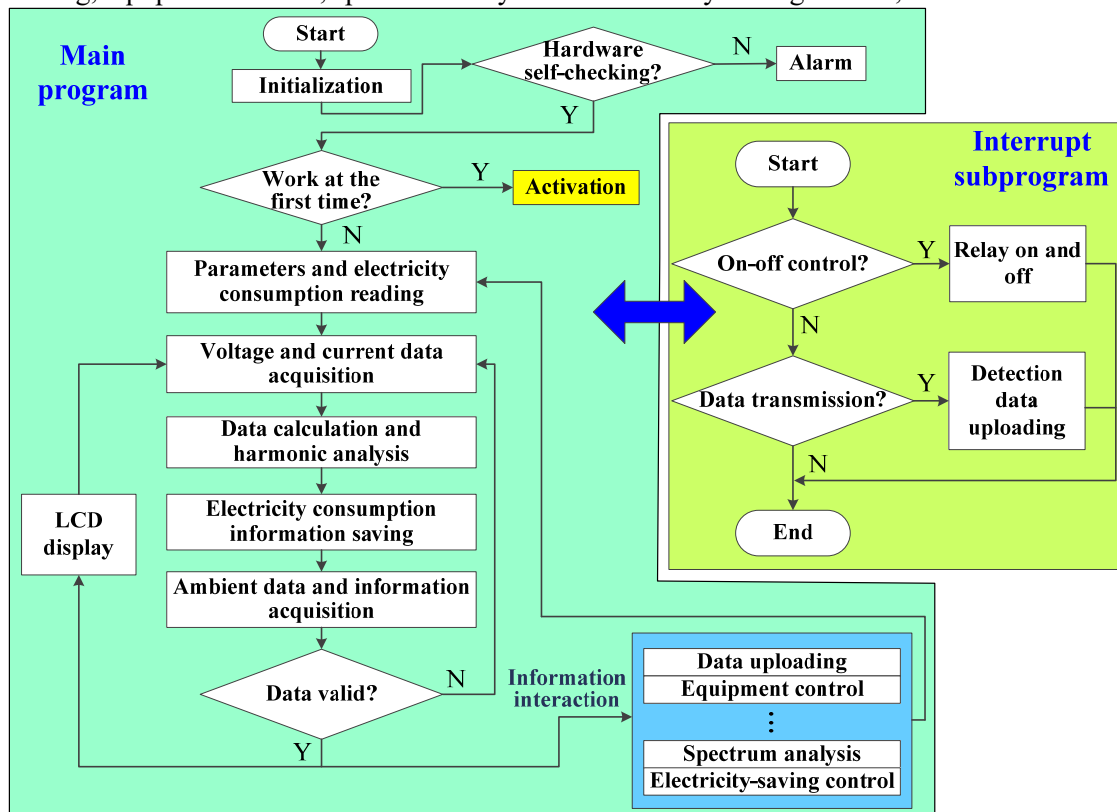 Start
Main
program
Initialization
Hardware
self-checking?
N
Alarm
Y
Work at the
first time?
Y
Activation
N
Parameters and electricity
consumption reading
Voltage and current data
acquisition
Data calculation and
harmonic analysis
Electricity consumption
information saving
LCD
display
Ambient data and information
acquisition
Data valid?
N
Y
Information
interaction
Data uploading
Equipment control
⋮
Spectrum analysis
Electricity-saving control
Interrupt
subprogram
Start
On-off control?
Y
Relay on and
off
N
Data transmission?
Y
Detection
data
uploading
N
End